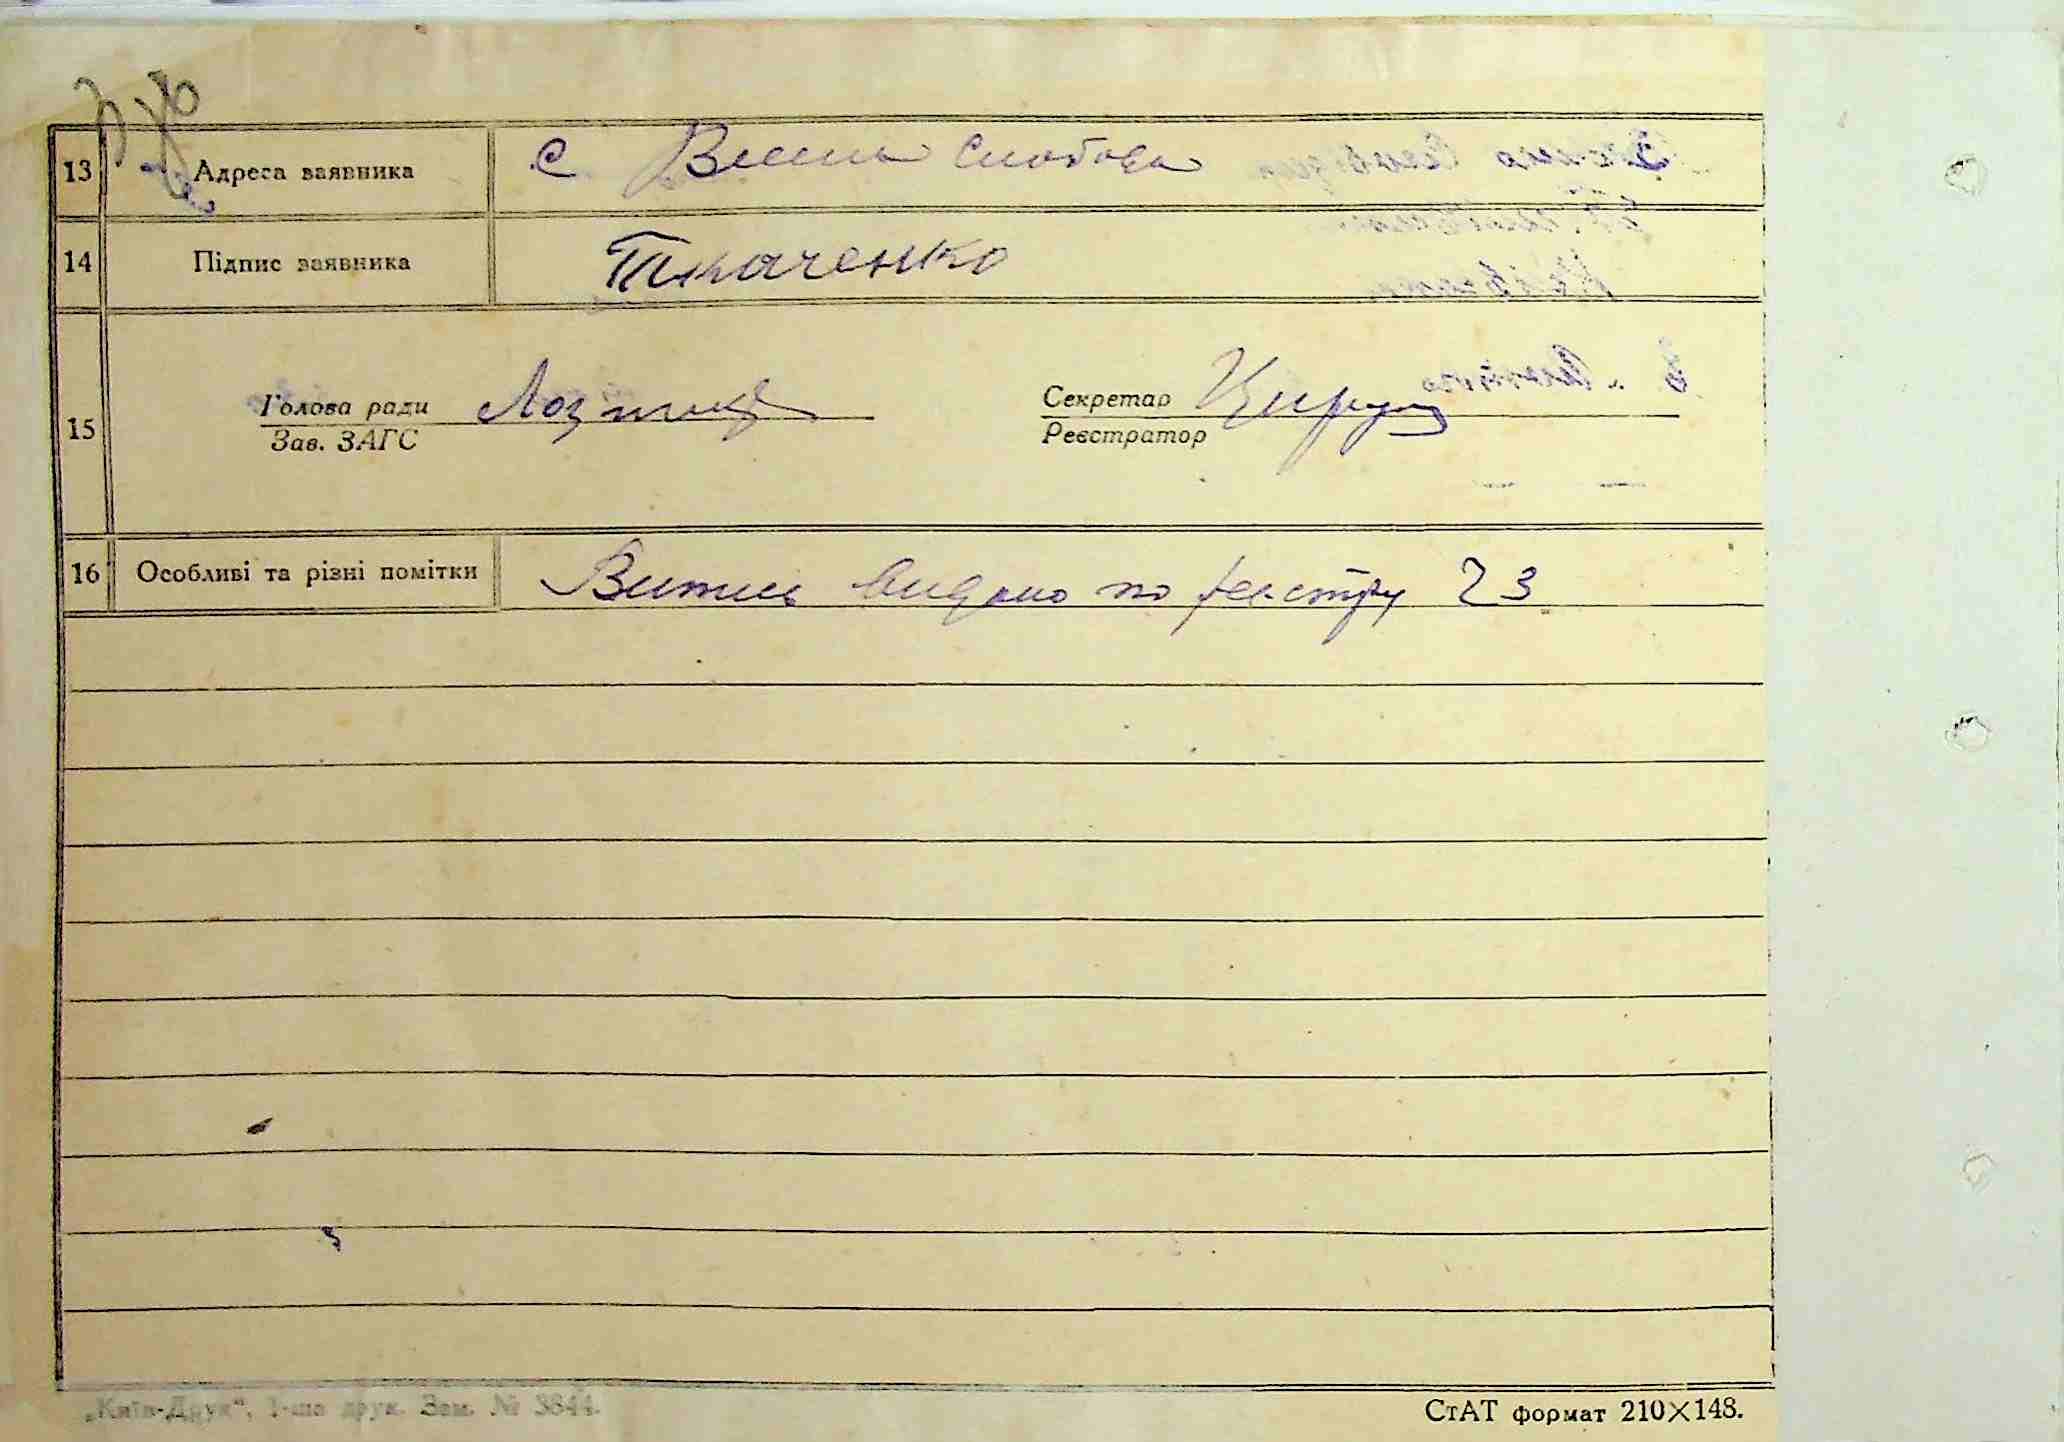 13 Адреса заявника с Слобода
14 Підпис заявника Ткаченко
15 Голова ради Секретар
Зав. ЗАГС Реєстратор
16 Особливі та різні помітки Витяг видано по реєстру 23
„Київ-Друк", 1-ша друк. Зам. № 3844.
СтАТ формат 210×148.